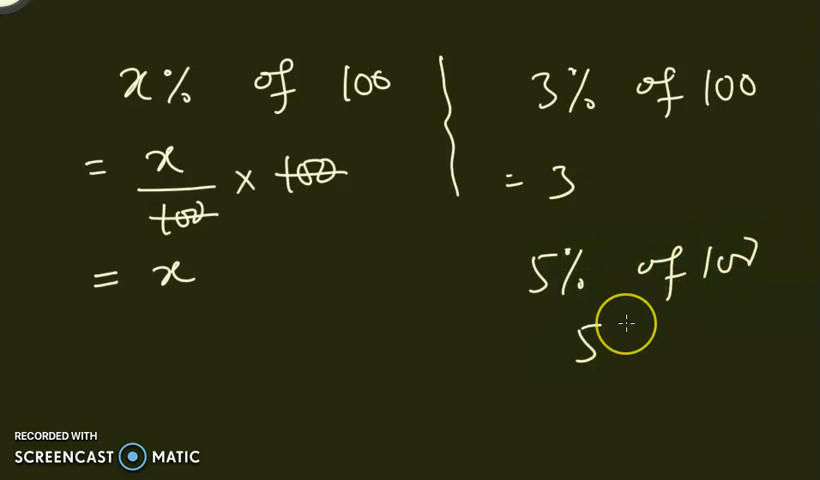 x% of 100
= x/100 × 100
= x
3% of 100
= 3
5% of 100
5
RECORDED WITH
SCREENCAST MATIC